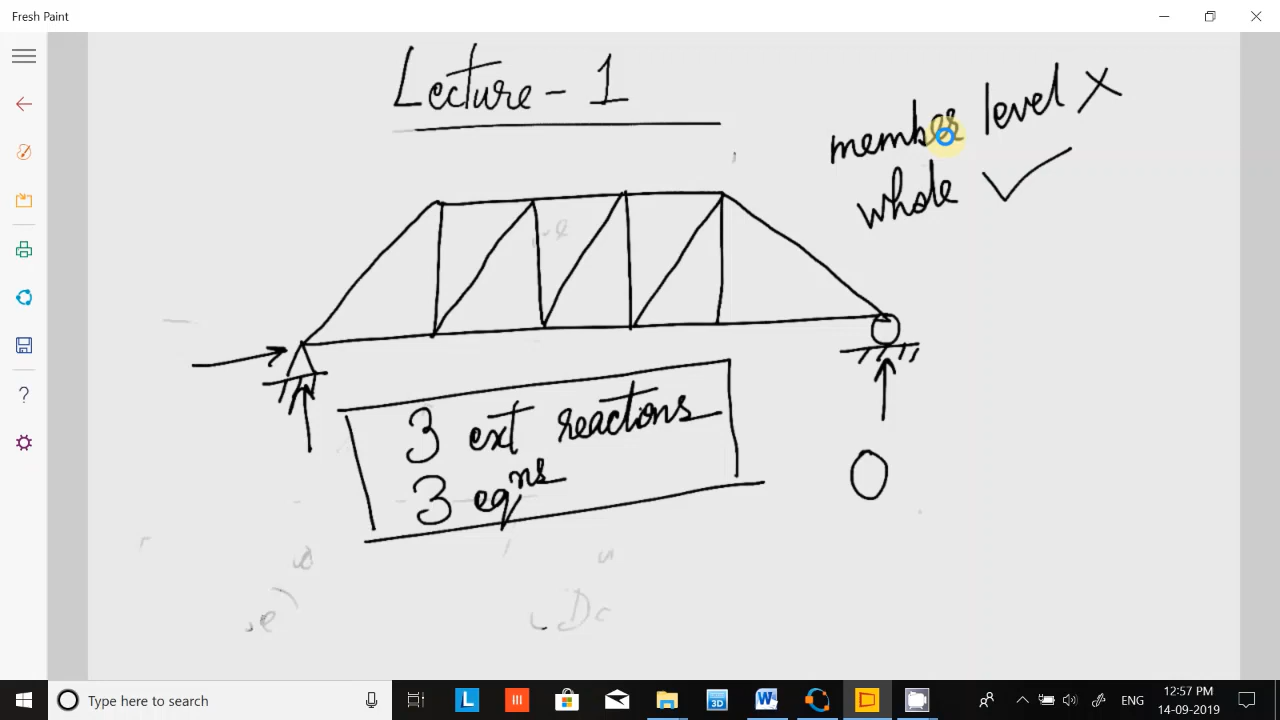 Fresh Paint
Lecture - 1
member level X
whole ✓
3 ext reactons
3 eqns
0
Type here to search
ENG
12:57 PM
14-09-2019